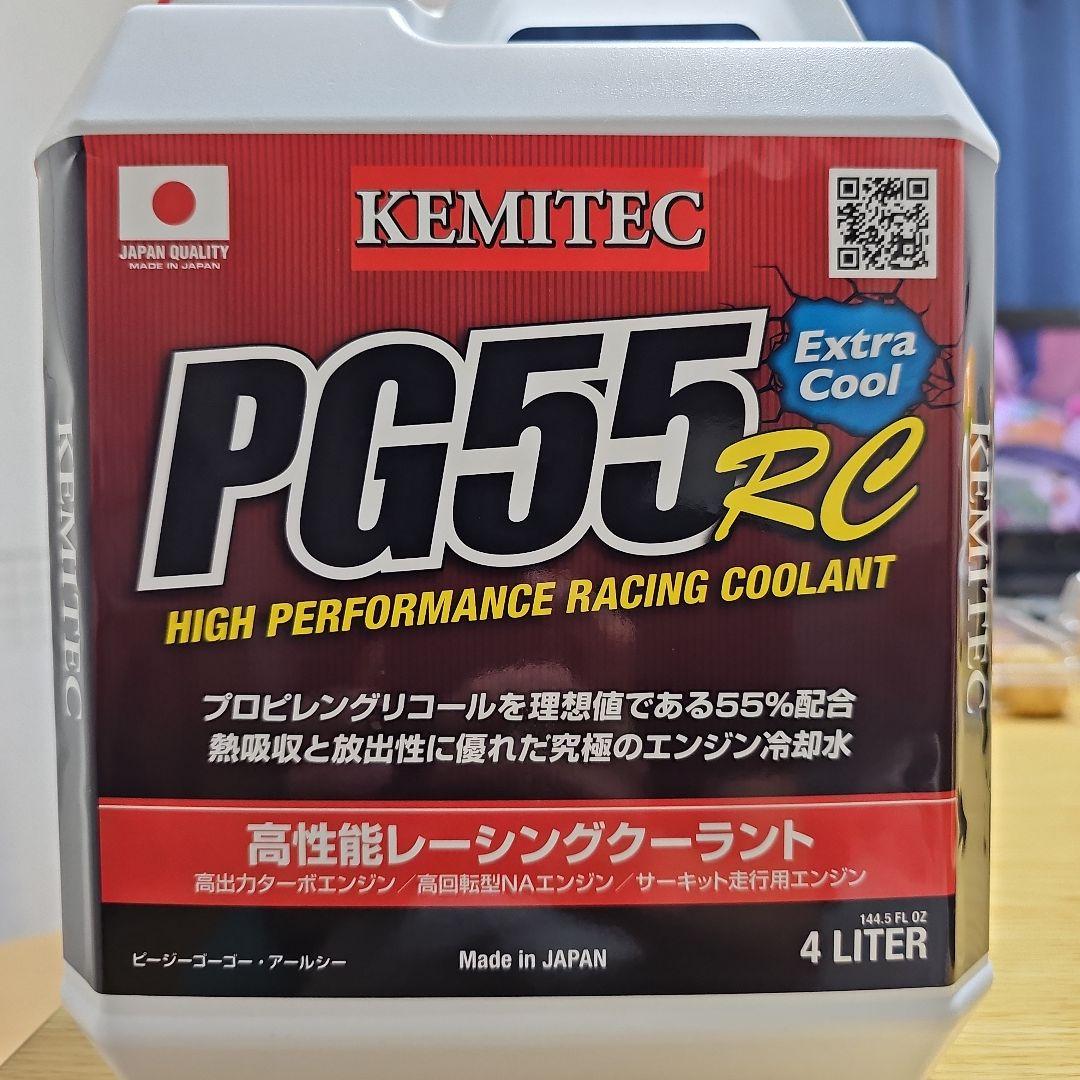 KEMITEC
JAPAN QUALITY
MADE IN JAPAN
Extra
Cool
PG55
RC
HIGH PERFORMANCE RACING COOLANT
プロピレングリコールを理想値である55%配合
熱吸収と放出性に優れた究極のエンジン冷却水
高性能レーシングクーラント
高出力ターボエンジン/高回転型NAエンジン/サーキット走行用エンジン
144.5 FL OZ
4 LITER
ピージーゴーゴー・アールシー
Made in JAPAN
KEMITEC
KEMITEC